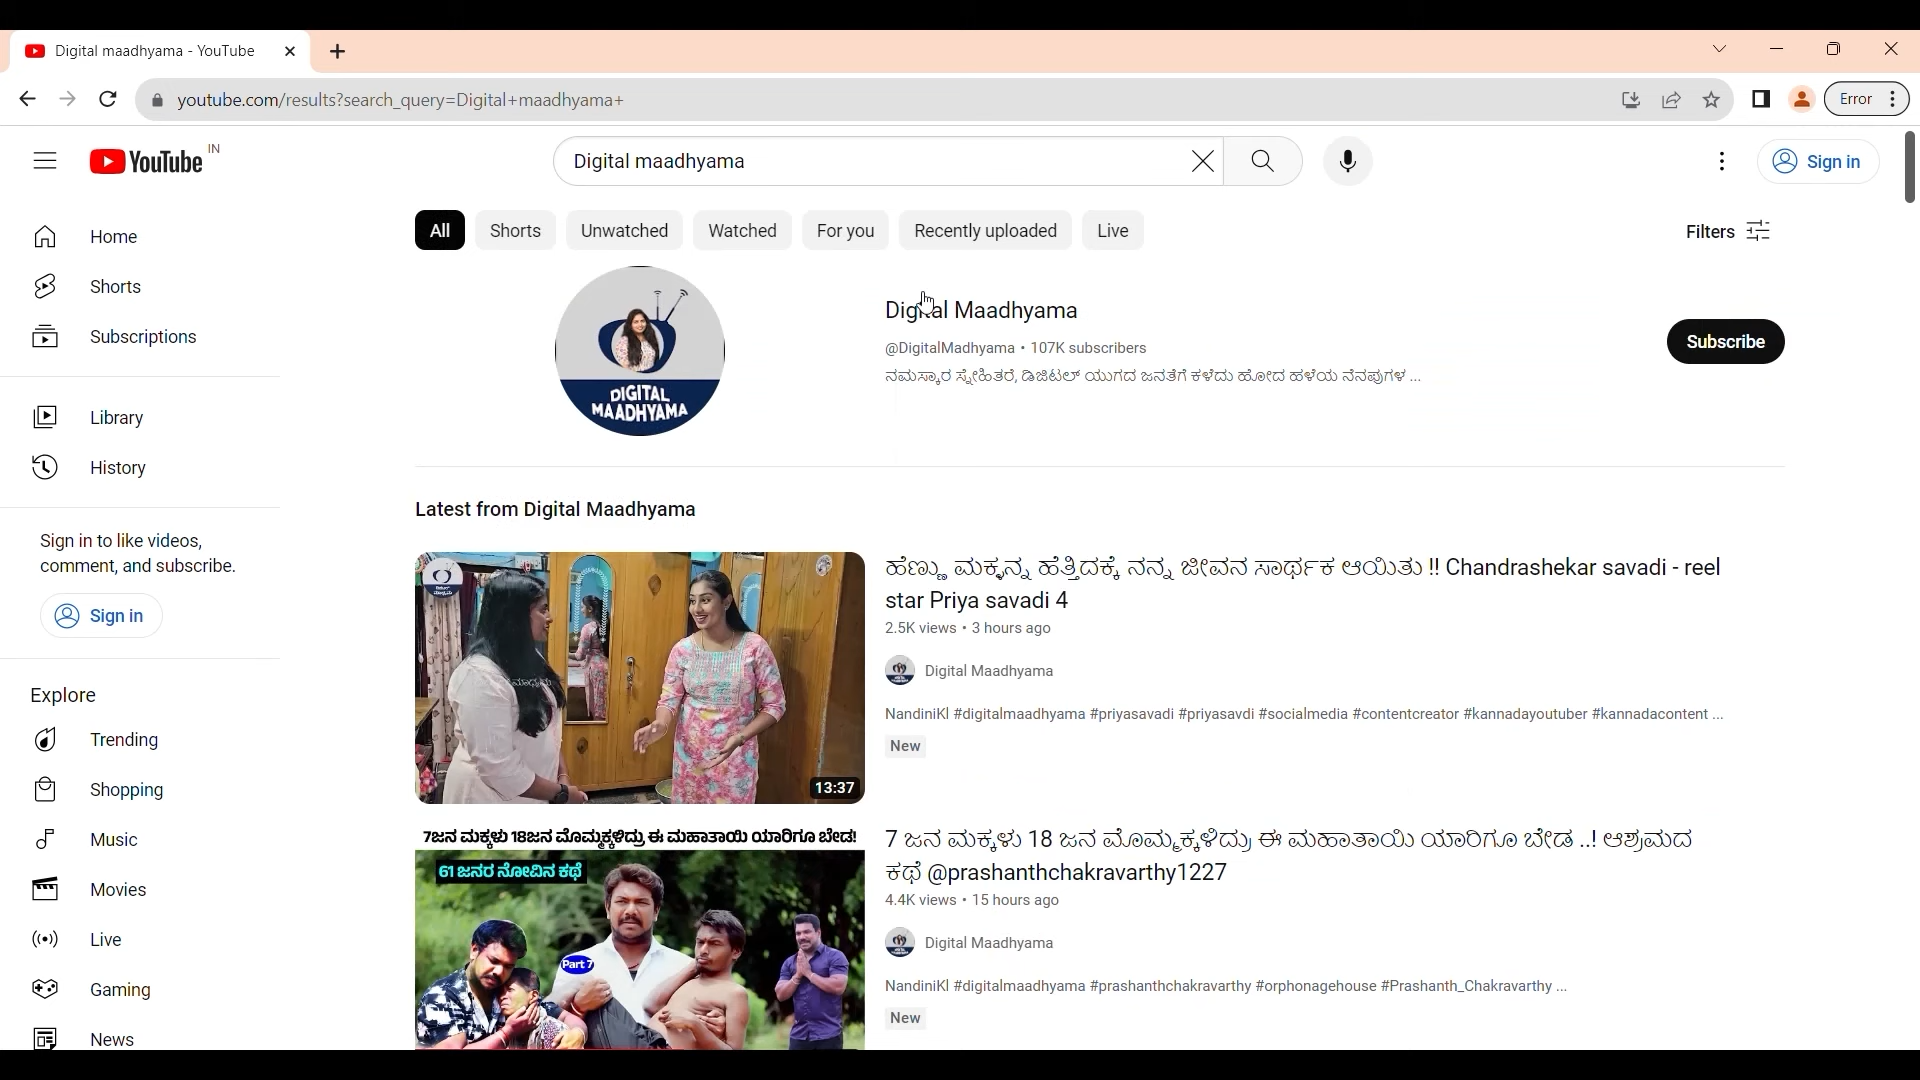 Digital maadhyama - YouTube
youtube.com/results?search_query=Digital+maadhyama+
Error
YouTube IN
Digital maadhyama
Sign in
All Shorts Unwatched Watched For you Recently uploaded Live
Filters
Home
Shorts
Subscriptions
Library
History
Sign in to like videos,
comment, and subscribe.
Sign in
Explore
Trending
Shopping
Music
Movies
Live
Gaming
News
DIGITAL
MAADHYAMA
Digital Maadhyama
@DigitalMadhyama • 107K subscribers
ನಮಸ್ಕಾರ ಸ್ನೇಹಿತರೆ, ಡಿಜಿಟಲ್ ಯುಗದ ಜನತೆಗೆ ಕಳೆದು ಹೋದ ಹಳೆಯ ನೆನಪುಗಳ ...
Subscribe
Latest from Digital Maadhyama
13:37
ಹೆಣ್ಣು ಮಕ್ಕಳನ್ನ ಹೆತ್ತಿದಕ್ಕೆ ನನ್ನ ಜೀವನ ಸಾರ್ಥಕ ಆಯಿತು !! Chandrashekar savadi - reel
star Priya savadi 4
2.5K views • 3 hours ago
Digital Maadhyama
NandiniKl #digitalmaadhyama #priyasavadi #priyasavdi #socialmedia #contentcreator #kannadayoutuber #kannadacontent ...
New
7ಜನ ಮಕ್ಕಳು 18ಜನ ಮೊಮ್ಮಕ್ಕಳಿದ್ರು ಈ ಮಹಾತಾಯಿ ಯಾರಿಗೂ ಬೇಡ!
61 ಜನರ ನೋವಿನ ಕಥೆ
Part 7
7 ಜನ ಮಕ್ಕಳು 18 ಜನ ಮೊಮ್ಮಕ್ಕಳಿದ್ರು ಈ ಮಹಾತಾಯಿ ಯಾರಿಗೂ ಬೇಡ ..! ಆಶ್ರಮದ
ಕಥೆ @prashanthchakravarthy1227
4.4K views • 15 hours ago
Digital Maadhyama
NandiniKl #digitalmaadhyama #prashanthchakravarthy #orphonagehouse #Prashanth_Chakravarthy ...
New